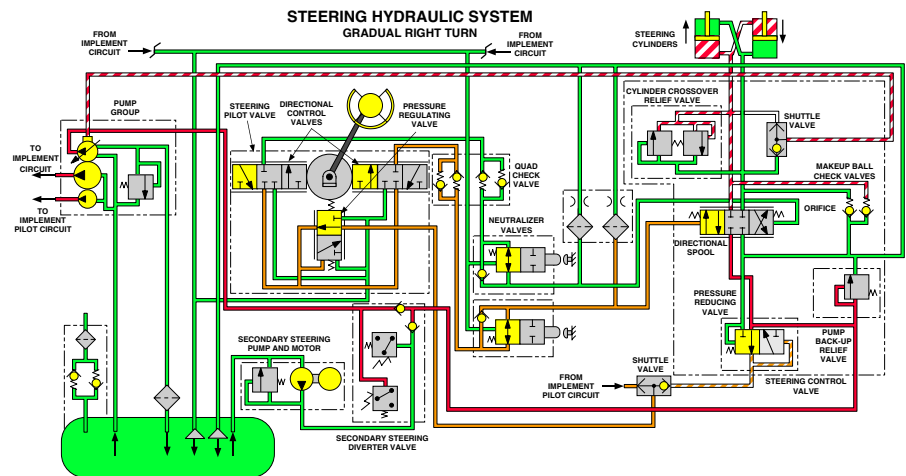 STEERING HYDRAULIC SYSTEM
GRADUAL RIGHT TURN
FROM
IMPLEMENT
CIRCUIT
FROM
IMPLEMENT
CIRCUIT
STEERING
CYLINDERS
PUMP
GROUP
STEERING
PILOT VALVE
DIRECTIONAL
CONTROL
VALVES
PRESSURE
REGULATING
VALVE
CYLINDER CROSSOVER
RELIEF VALVE
SHUTTLE
VALVE
TO
IMPLEMENT
CIRCUIT
TO
IMPLEMENT
PILOT CIRCUIT
QUAD
CHECK
VALVE
MAKEUP BALL
CHECK VALVES
ORIFICE
NEUTRALIZER
VALVES
DIRECTIONAL
SPOOL
PRESSURE
REDUCING
VALVE
PUMP
BACK-UP
RELIEF
VALVE
SECONDARY STEERING
PUMP AND MOTOR
SHUTTLE
VALVE
FROM
IMPLEMENT
PILOT CIRCUIT
STEERING CONTROL
VALVE
SECONDARY STEERING
DIVERTER VALVE